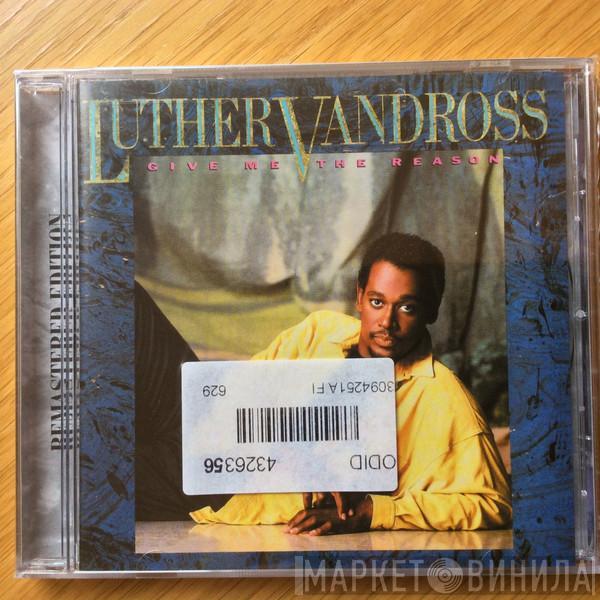 LUTHER VANDROSS
GIVE ME THE REASON
REMASTERED EDITION
ODID 4326356
3094251A FI 629
МАРКЕТ ВИНИЛА